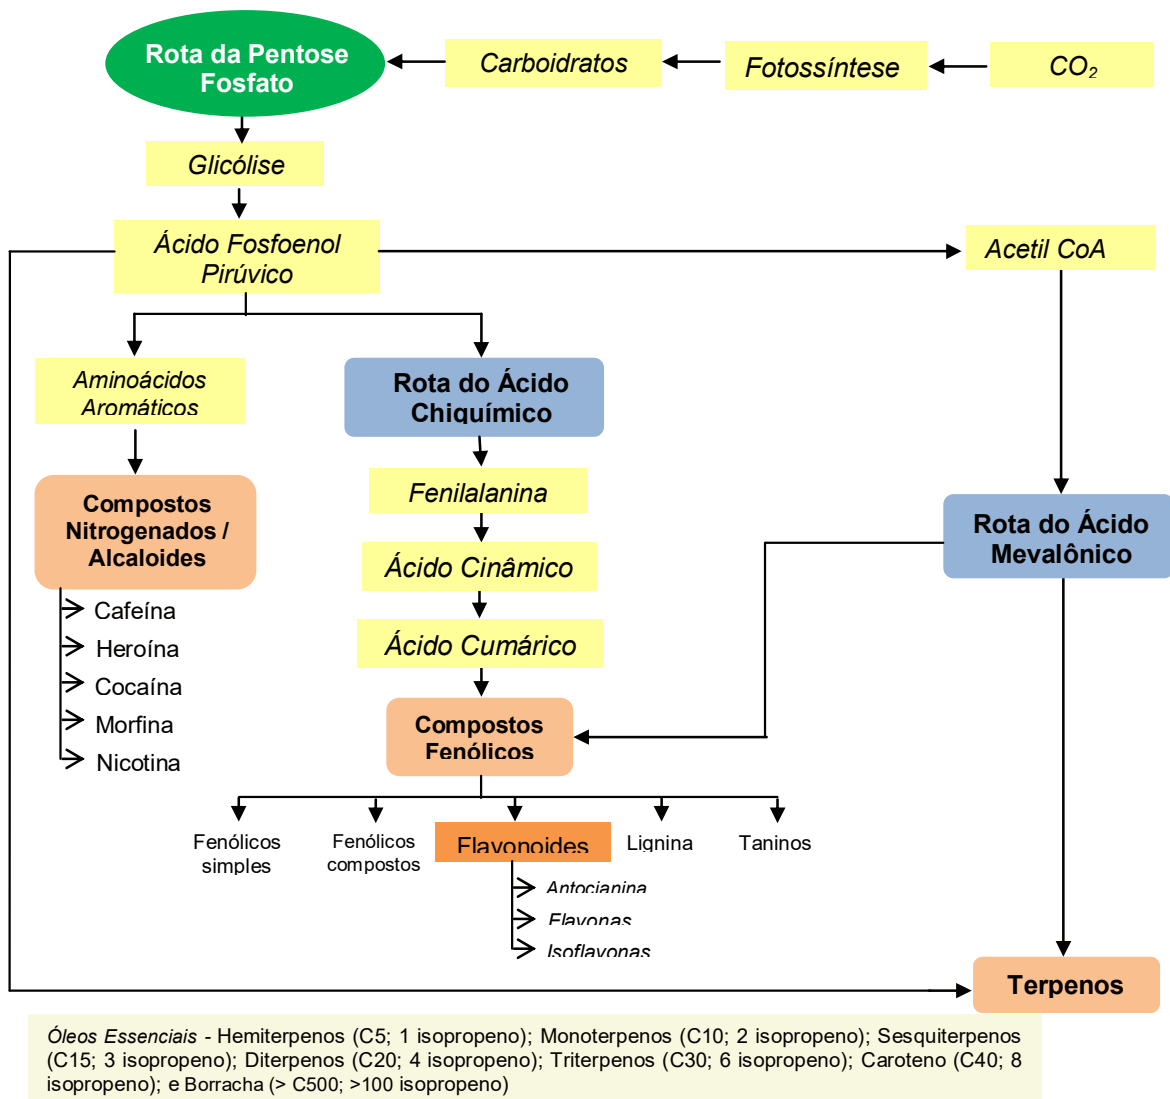 Rota da Pentose
Fosfato
Carboidratos
Fotossíntese
CO₂
Glicólise
Ácido Fosfoenol
Pirúvico
Acetil CoA
Aminoácidos
Aromáticos
Rota do Ácido
Chiquímico
Compostos
Nitrogenados /
Alcaloides
Fenilalanina
Rota do Ácido
Mevalônico
Ácido Cinâmico
Cafeína
Heroína
Cocaína
Morfina
Nicotina
Ácido Cumárico
Compostos
Fenólicos
Fenólicos
simples
Fenólicos
compostos
Flavonoides
Lignina
Taninos
Antocianina
Flavonas
Isoflavonas
Terpenos
Óleos Essenciais - Hemiterpenos (C5; 1 isopropeno); Monoterpenos (C10; 2 isopropeno); Sesquiterpenos
(C15; 3 isopropeno); Diterpenos (C20; 4 isopropeno); Triterpenos (C30; 6 isopropeno); Caroteno (C40; 8
isopropeno); e Borracha (> C500; >100 isopropeno)